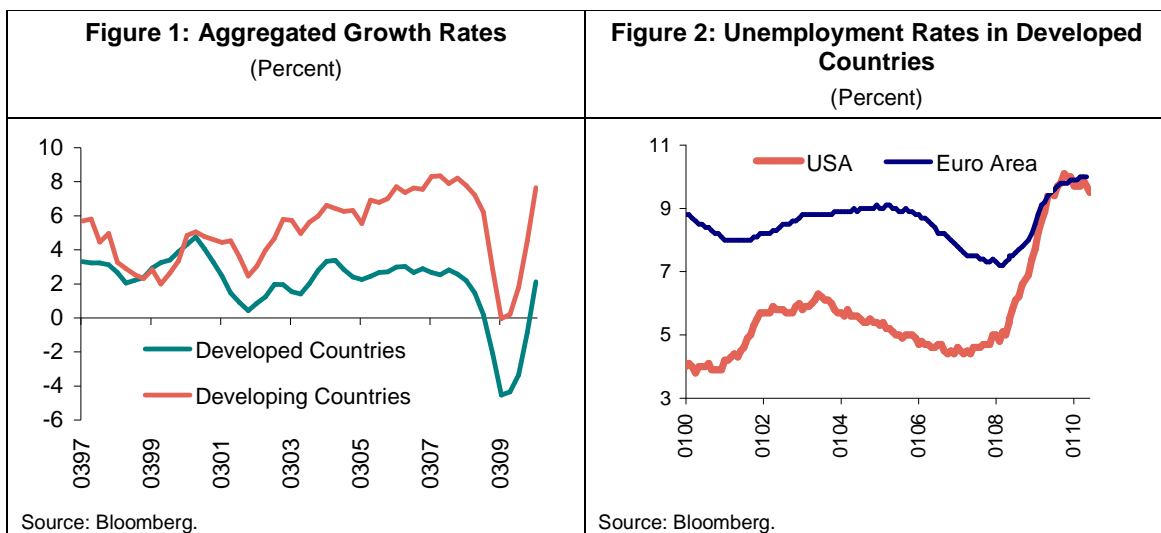 Figure 1: Aggregated Growth Rates
(Percent)
10
8
6
4
2
0
-2
-4
-6
Developed Countries
Developing Countries
0397
0399
0301
0303
0305
0307
0309
Source: Bloomberg.
Figure 2: Unemployment Rates in Developed
Countries
(Percent)
11
9
7
5
3
USA
Euro Area
0100
0102
0104
0106
0108
0110
Source: Bloomberg.